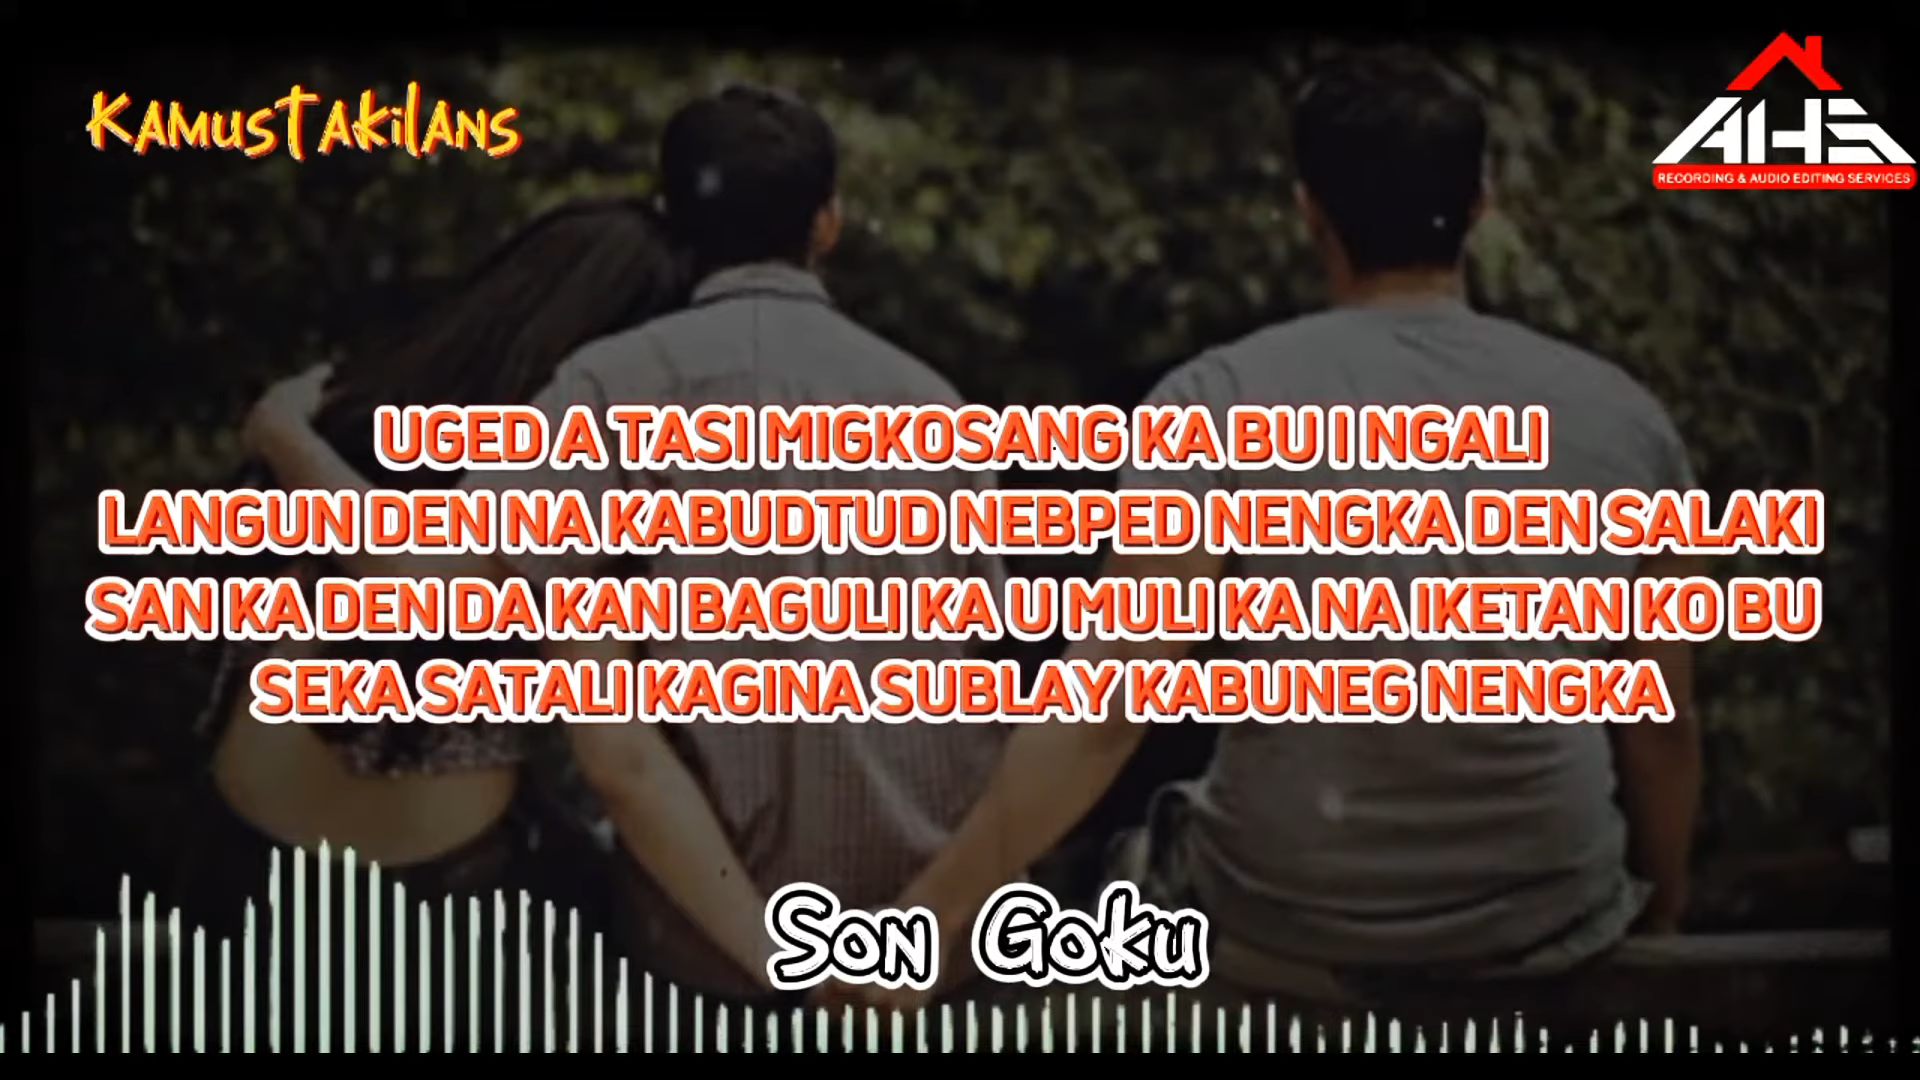 KAMUSTAKILANS
AHS
RECORDING & AUDIO EDITING SERVICES
UGED A TASI MIGKOSANG KA BU I NGALI
LANGUN DEN NA KABUDTUD NEBPED NENGKA DEN SALAKI
SAN KA DEN DA KAN BAGULI KA U MULI KA NA IKETAN KO BU
SEKA SATALI KAGINA SUBLAY KABUNEG NENGKA
Son Goku